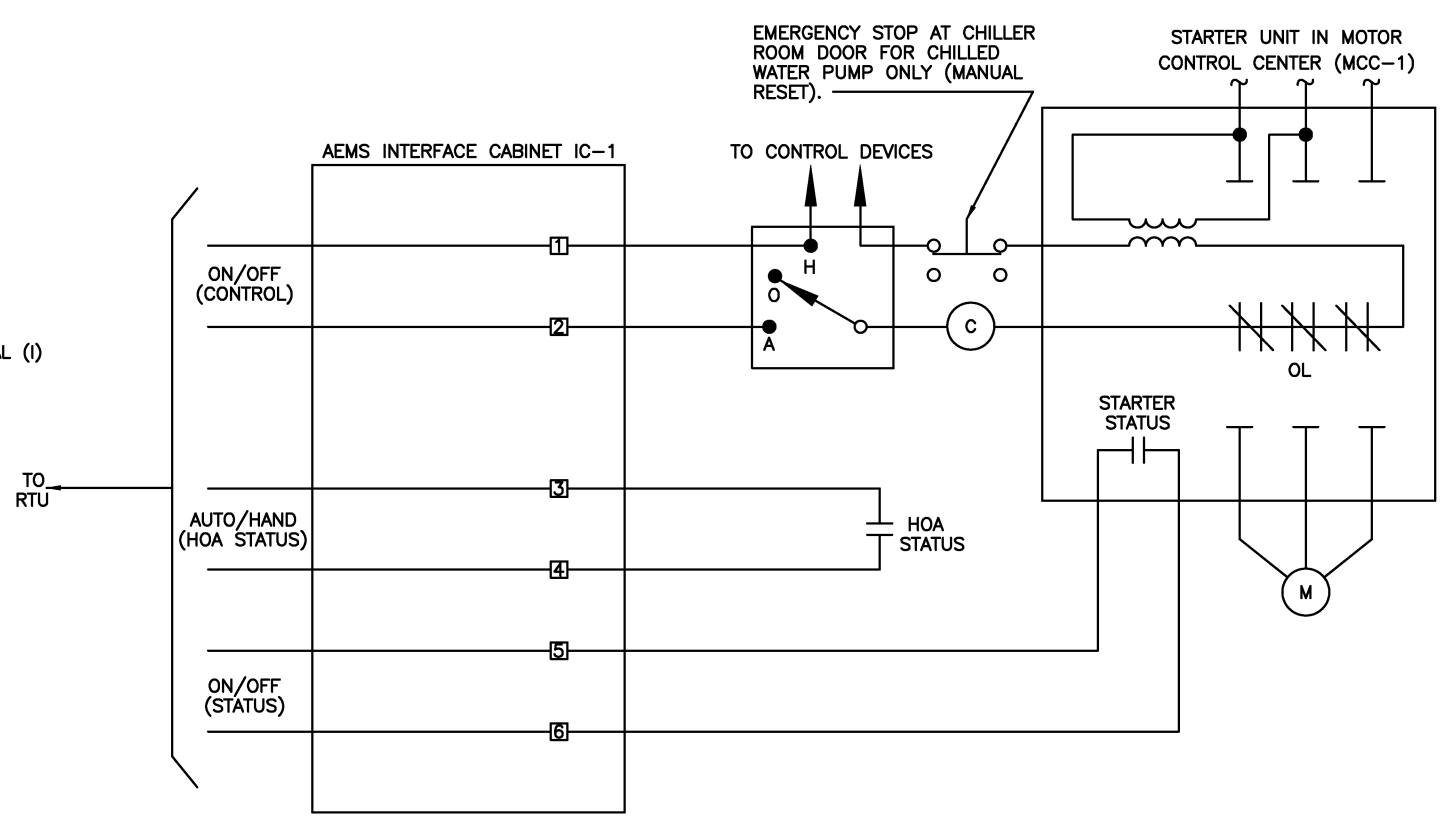 EMERGENCY STOP AT CHILLER
ROOM DOOR FOR CHILLED
WATER PUMP ONLY (MANUAL
RESET).
STARTER UNIT IN MOTOR
CONTROL CENTER (MCC-1)
AEMS INTERFACE CABINET IC-1
TO CONTROL DEVICES
1
H
ON/OFF
(CONTROL)
O
2
A
C
AL (I)
OL
STARTER
STATUS
TO
RTU
3
AUTO/HAND
(HOA STATUS)
HOA
STATUS
4
M
5
ON/OFF
(STATUS)
6